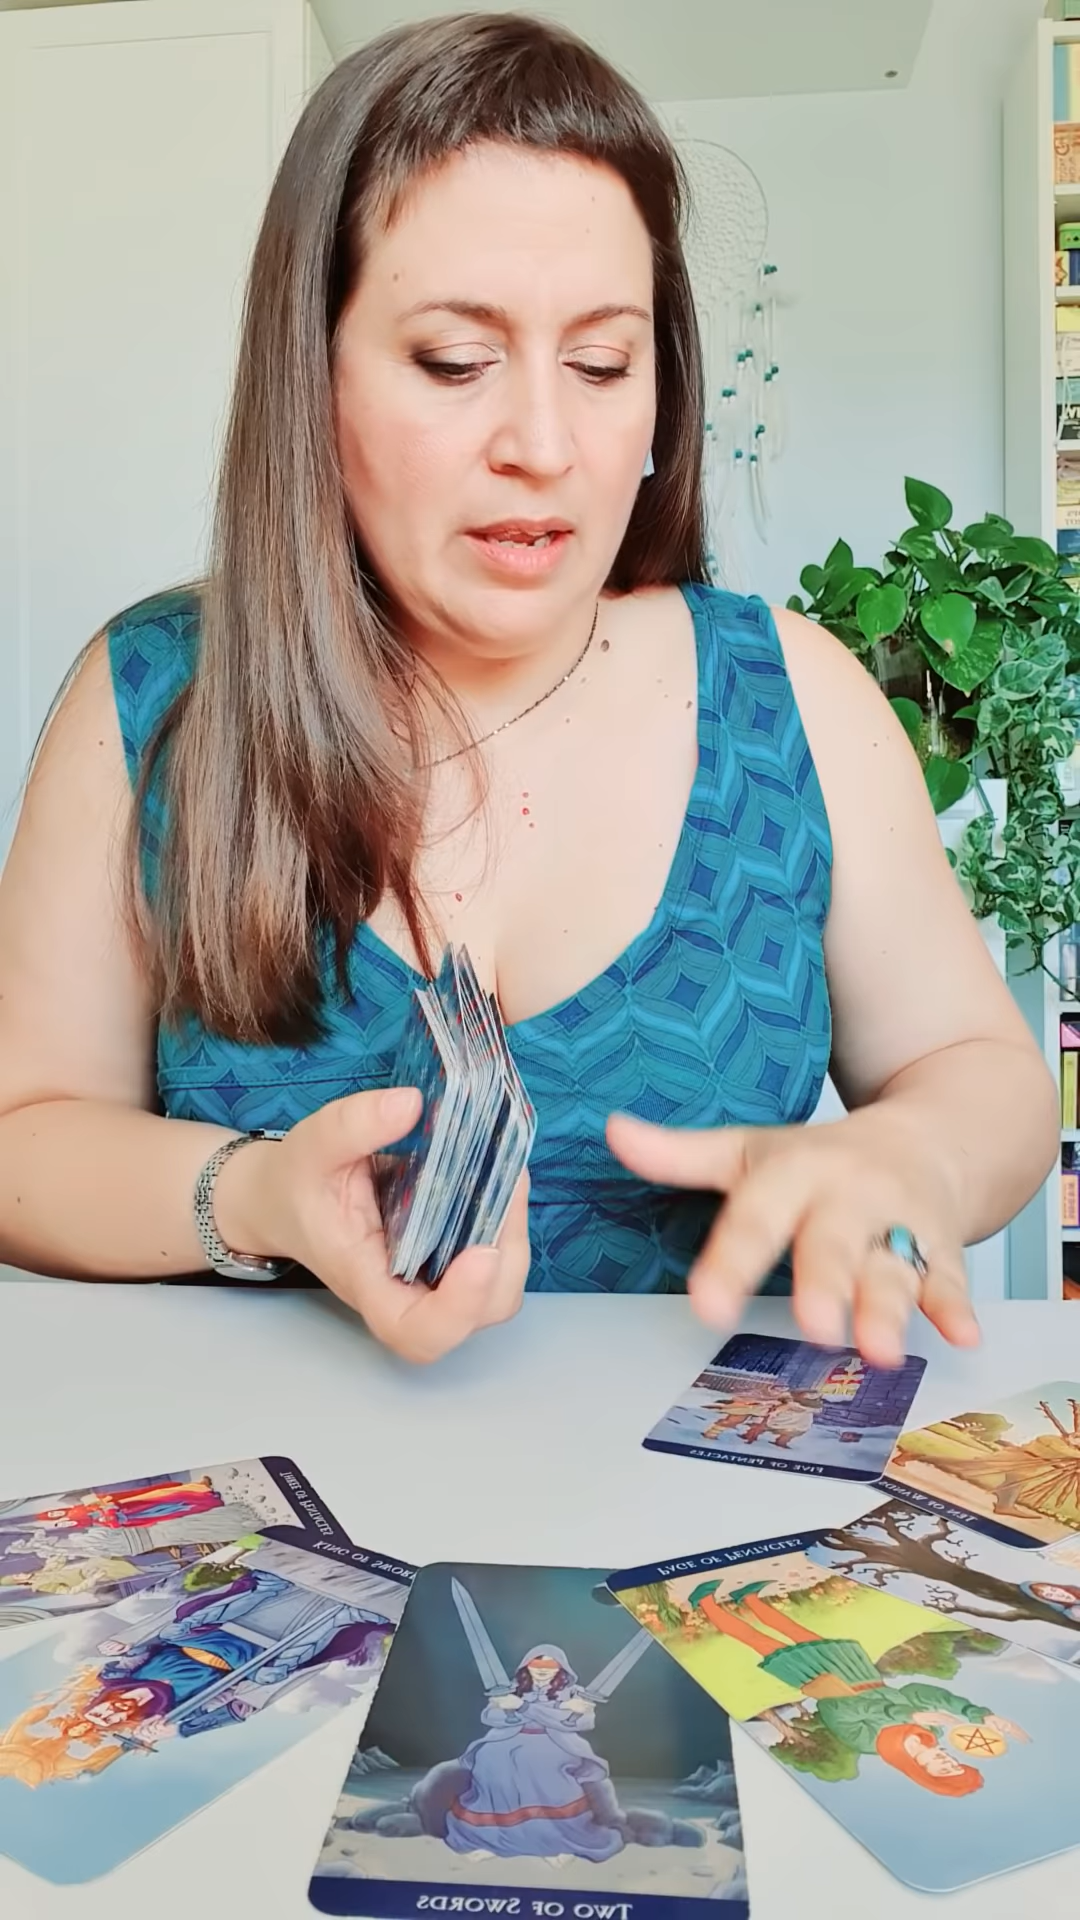 FIVE OF PENTACLES
TEN OF WANDS
THREE OF PENTACLES
KING OF SWORDS
PAGE OF PENTACLES
TWO OF SWORDS